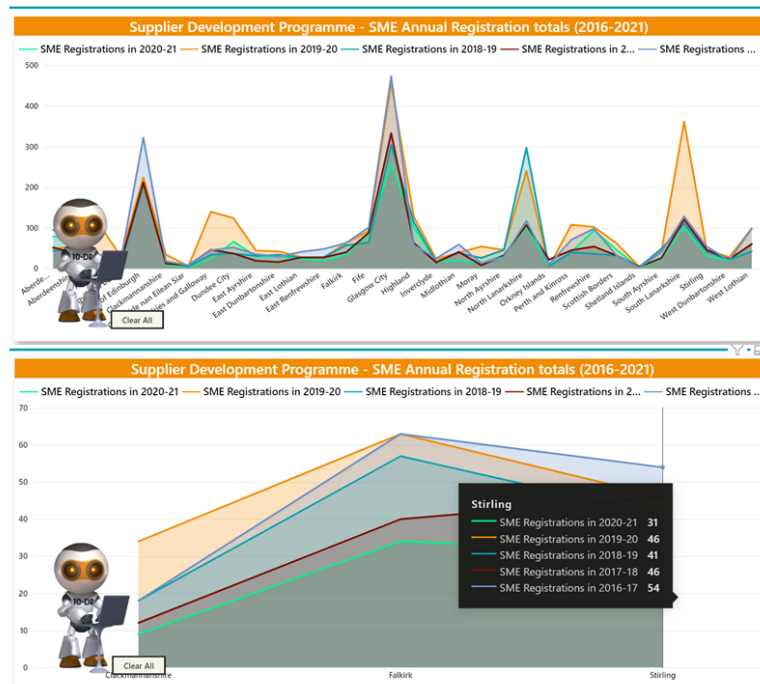 Supplier Development Programme - SME Annual Registration totals (2016-2021)
SME Registrations in 2020-21 SME Registrations in 2019-20 SME Registrations in 2018-19 SME Registrations in 2... SME Registrations ...
500
400
300
200
100
0
Aberde...
Aberdeenshire
of Edinburgh
Clackmannanshire
nan Eilean Siar
and Galloway
Dundee City
East Ayrshire
East Dunbartonshire
East Lothian
East Renfrewshire
Falkirk
Fife
Glasgow City
Highland
Inverclyde
Midlothian
Moray
North Ayrshire
North Lanarkshire
Orkney Islands
Perth and Kinross
Renfrewshire
Scottish Borders
Shetland Islands
South Ayrshire
South Lanarkshire
Stirling
West Dunbartonshire
West Lothian
10-DR
Clear All
Supplier Development Programme - SME Annual Registration totals (2016-2021)
SME Registrations in 2020-21 SME Registrations in 2019-20 SME Registrations in 2018-19 SME Registrations in 2... SME Registrations ...
70
60
50
40
30
20
10
0
Stirling
SME Registrations in 2020-21 31
SME Registrations in 2019-20 46
SME Registrations in 2018-19 41
SME Registrations in 2017-18 46
SME Registrations in 2016-17 54
10-DR
Clear All
Clackmannanshire Falkirk Stirling